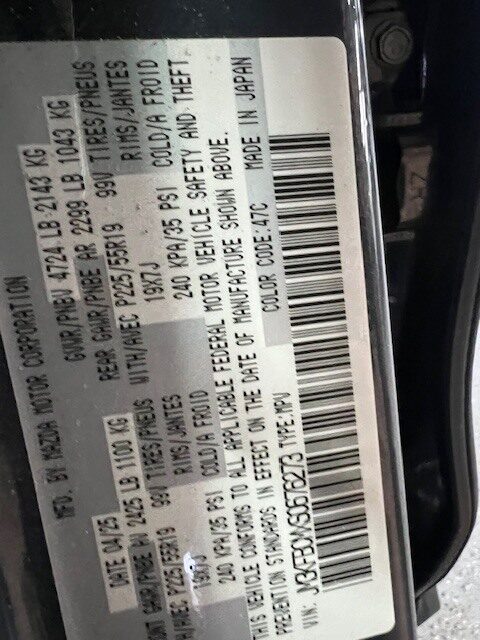 MFD. BY MAZDA MOTOR CORPORATION
DATE 04/25 GVWR/PNBV 4724 LB 2143 KG
FRONT GAWR/PNBE AV 2425 LB 1100 KG REAR GAWR/PNBE AR 2299 LB 1043 KG
WITH/AVEC P225/55R19 99V TIRES/PNEUS WITH/AVEC P225/55R19 99V TIRES/PNEUS
19X7J RIMS/JANTES 19X7J RIMS/JANTES
240 KPA/35 PSI COLD/A FROID 240 KPA/35 PSI COLD/A FROID
THIS VEHICLE CONFORMS TO ALL APPLICABLE FEDERAL MOTOR VEHICLE SAFETY AND THEFT
PREVENTION STANDARDS IN EFFECT ON THE DATE OF MANUFACTURE SHOWN ABOVE.
VIN: TYPE:MPV COLOR CODE:47C MADE IN JAPAN